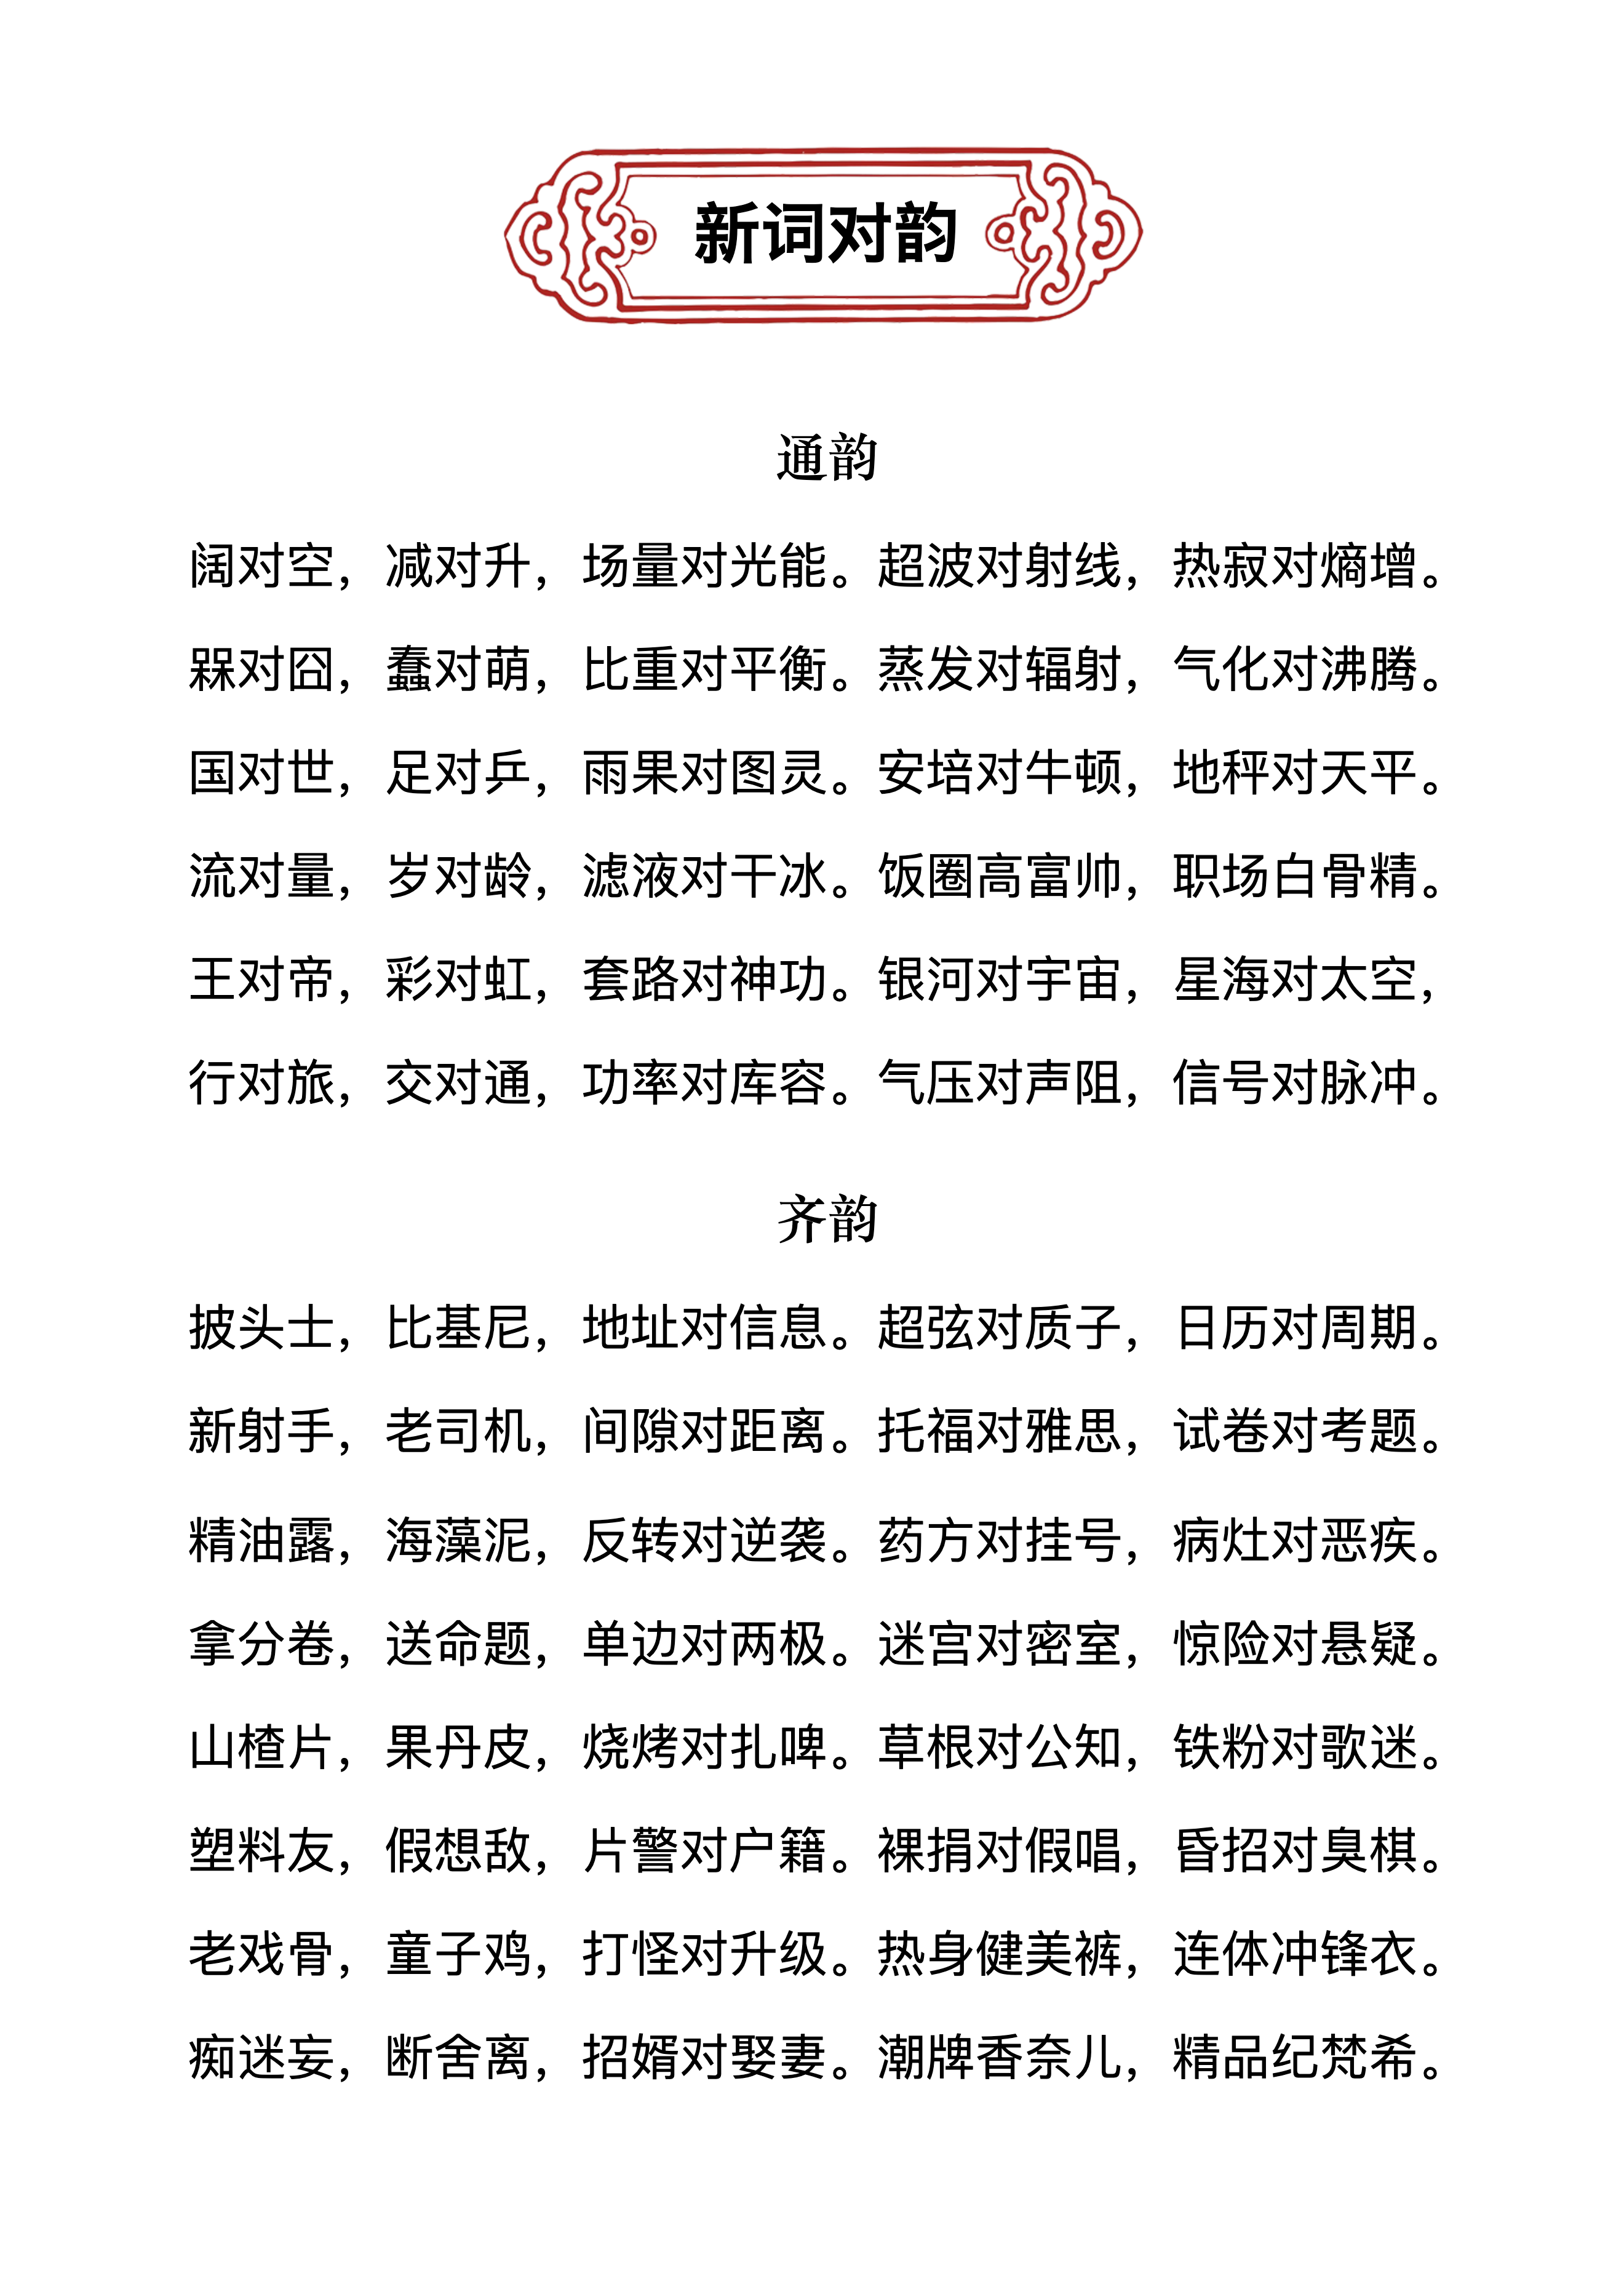 新词对韵
通韵
阔对空，减对升，场量对光能。超波对射线，热寂对熵增。
槑对囧，蠢对萌，比重对平衡。蒸发对辐射，气化对沸腾。
国对世，足对乒，雨果对图灵。安培对牛顿，地秤对天平。
流对量，岁对龄，滤液对干冰。饭圈高富帅，职场白骨精。
王对帝，彩对虹，套路对神功。银河对宇宙，星海对太空，
行对旅，交对通，功率对库容。气压对声阻，信号对脉冲。
齐韵
披头士，比基尼，地址对信息。超弦对质子，日历对周期。
新射手，老司机，间隙对距离。托福对雅思，试卷对考题。
精油露，海藻泥，反转对逆袭。药方对挂号，病灶对恶疾。
拿分卷，送命题，单边对两极。迷宫对密室，惊险对悬疑。
山楂片，果丹皮，烧烤对扎啤。草根对公知，铁粉对歌迷。
塑料友，假想敌，片警对户籍。裸捐对假唱，昏招对臭棋。
老戏骨，童子鸡，打怪对升级。热身健美裤，连体冲锋衣。
痴迷妄，断舍离，招婿对娶妻。潮牌香奈儿，精品纪梵希。